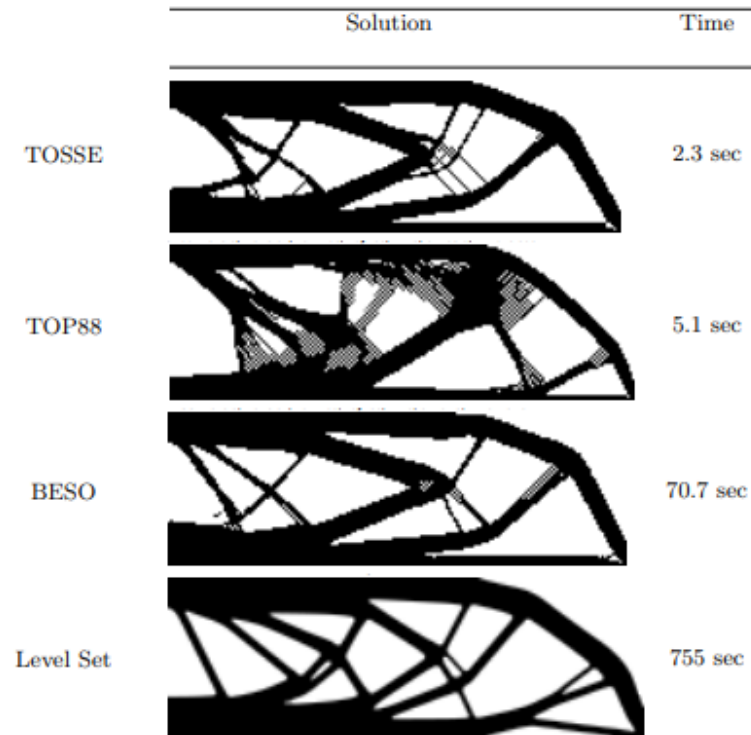 Solution Time
TOSSE 2.3 sec
TOP88 5.1 sec
BESO 70.7 sec
Level Set 755 sec